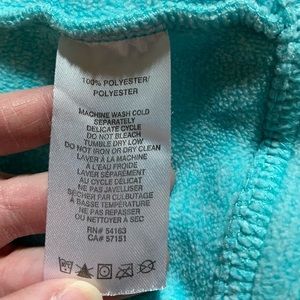 100% POLYESTER/
POLYESTER
MACHINE WASH COLD
SEPARATELY
DELICATE CYCLE
DO NOT BLEACH
TUMBLE DRY LOW
DO NOT IRON OR DRY CLEAN
LAVER À LA MACHINE
À L'EAU FROIDE
LAVER SÉPARÉMENT
AU CYCLE DÉLICAT
NE PAS JAVELLISER
SÉCHER PAR CULBUTAGE
À BASSE TEMPÉRATURE
NE PAS REPASSER
OU NETTOYER À SEC
RN# 54163
CA# 57151